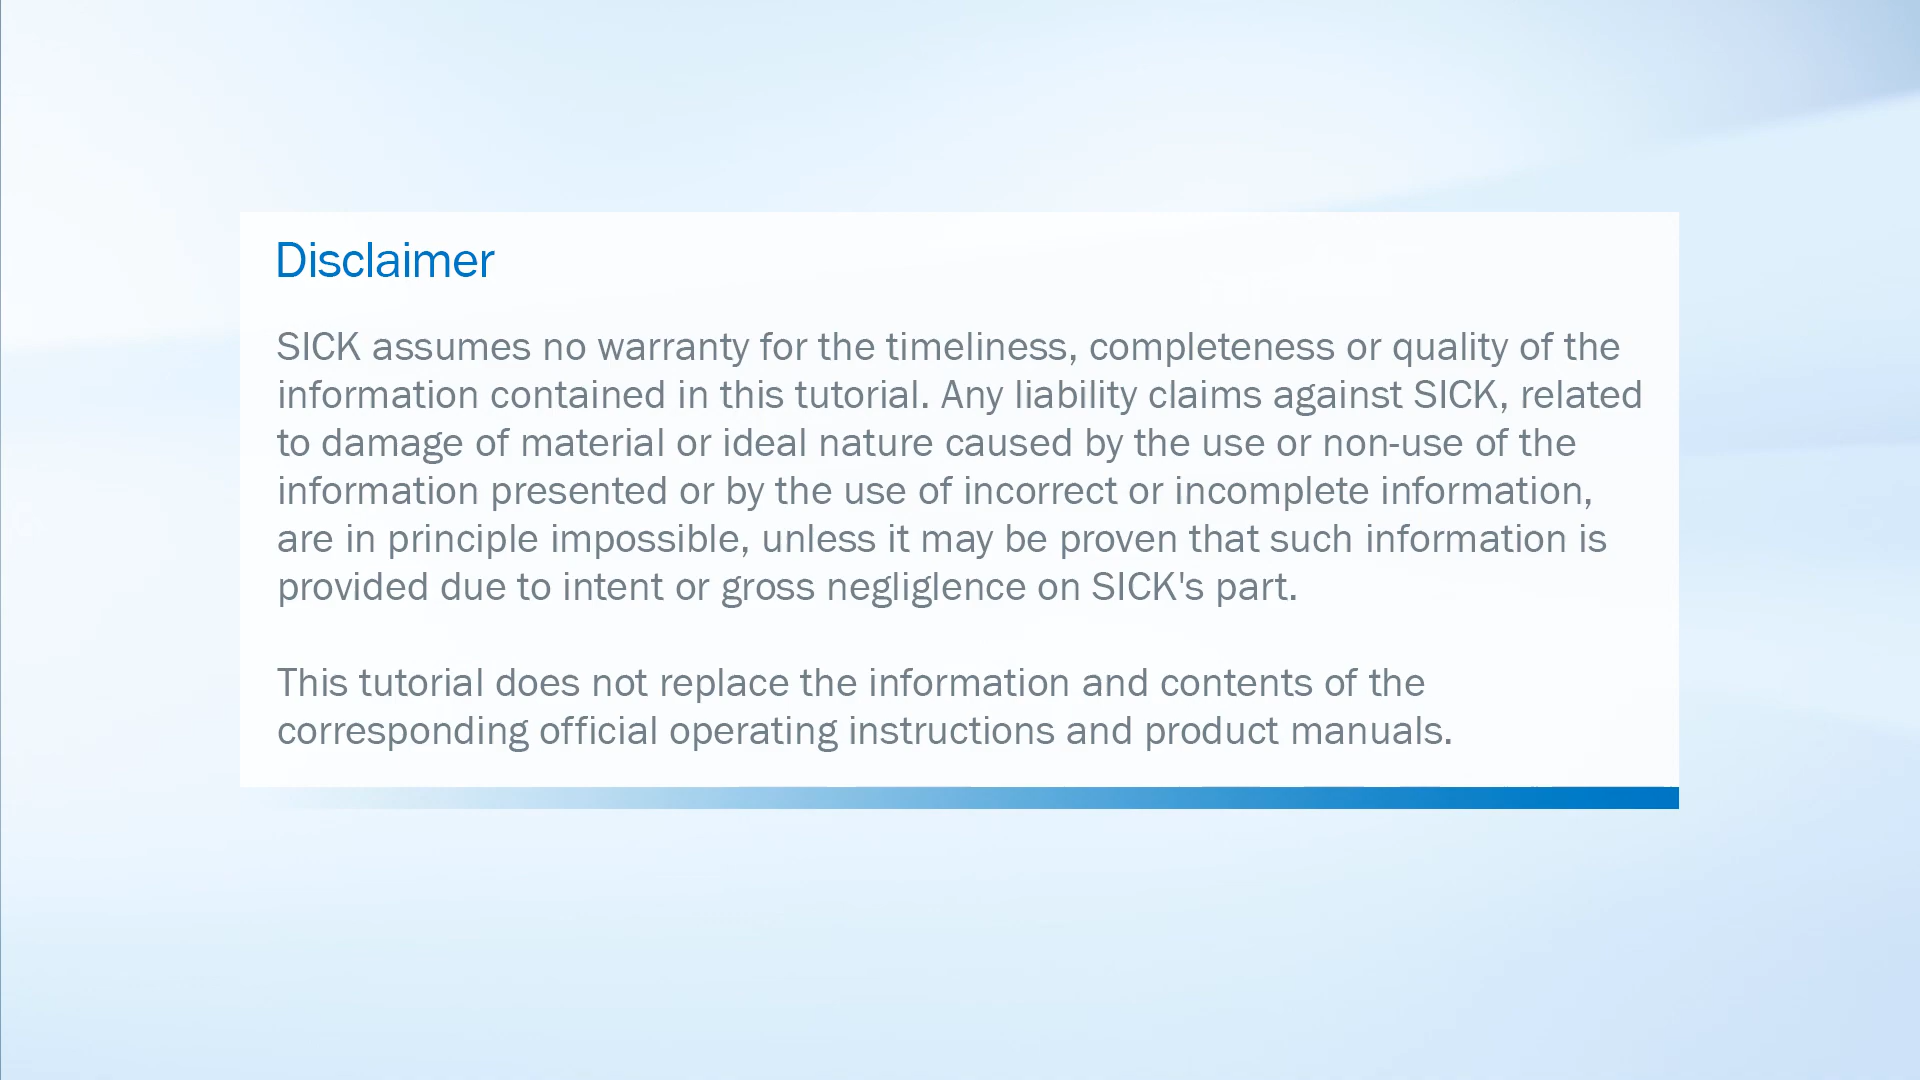 Disclaimer
SICK assumes no warranty for the timeliness, completeness or quality of the
information contained in this tutorial. Any liability claims against SICK, related
to damage of material or ideal nature caused by the use or non-use of the
information presented or by the use of incorrect or incomplete information,
are in principle impossible, unless it may be proven that such information is
provided due to intent or gross negliglence on SICK's part.
This tutorial does not replace the information and contents of the
corresponding official operating instructions and product manuals.